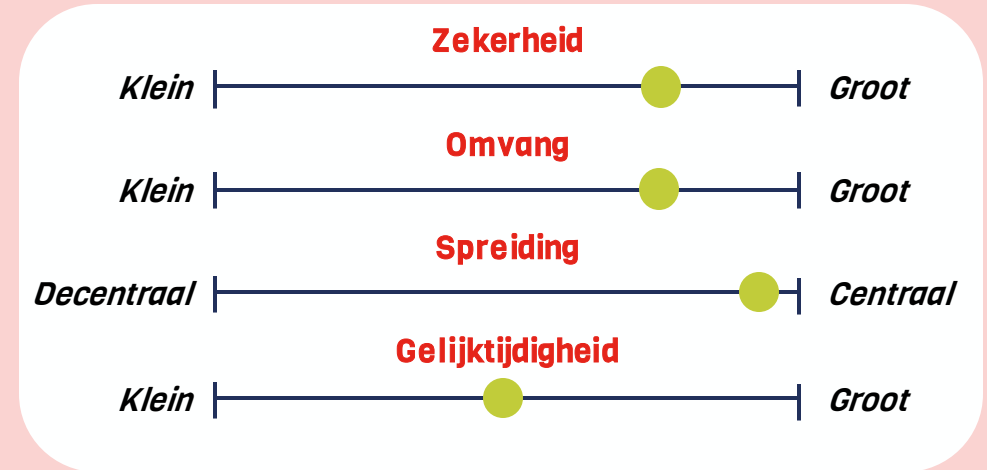 Zekerheid
Klein Groot
Omvang
Klein Groot
Spreiding
Decentraal Centraal
Gelijktijdigheid
Klein Groot